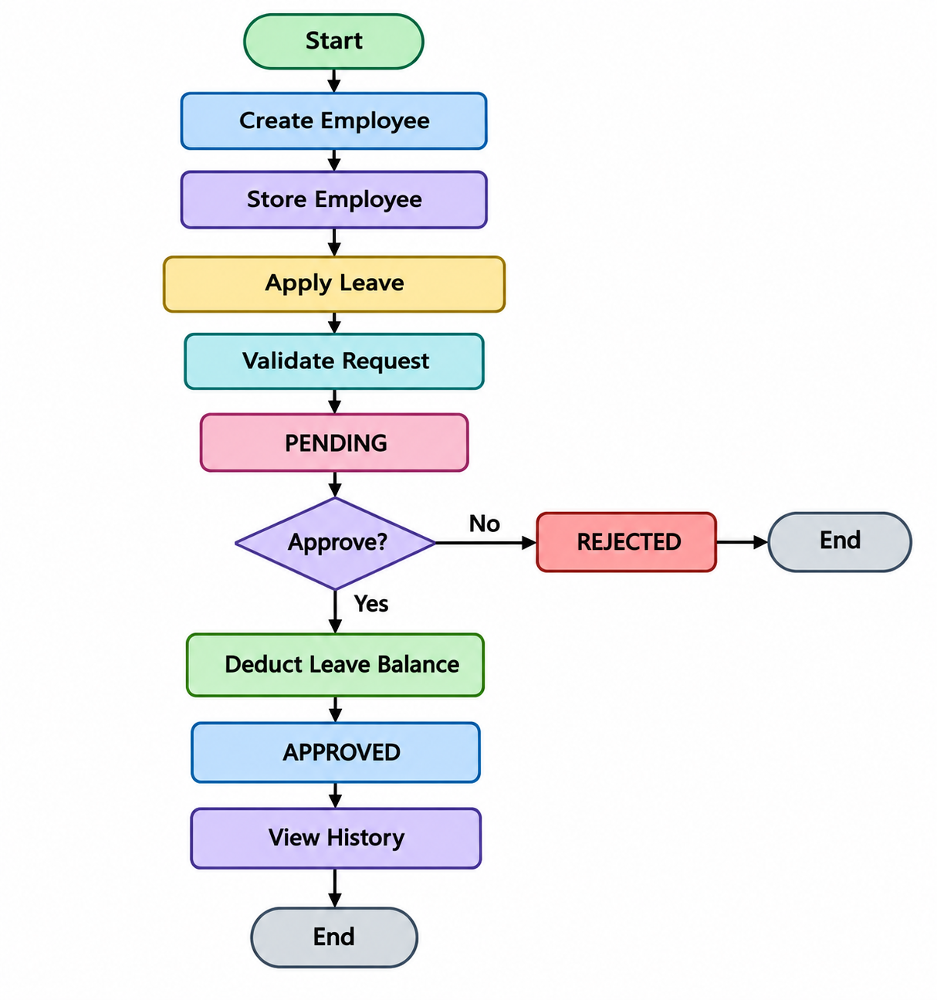 Start
Create Employee
Store Employee
Apply Leave
Validate Request
PENDING
Approve?
No
REJECTED
End
Yes
Deduct Leave Balance
APPROVED
View History
End